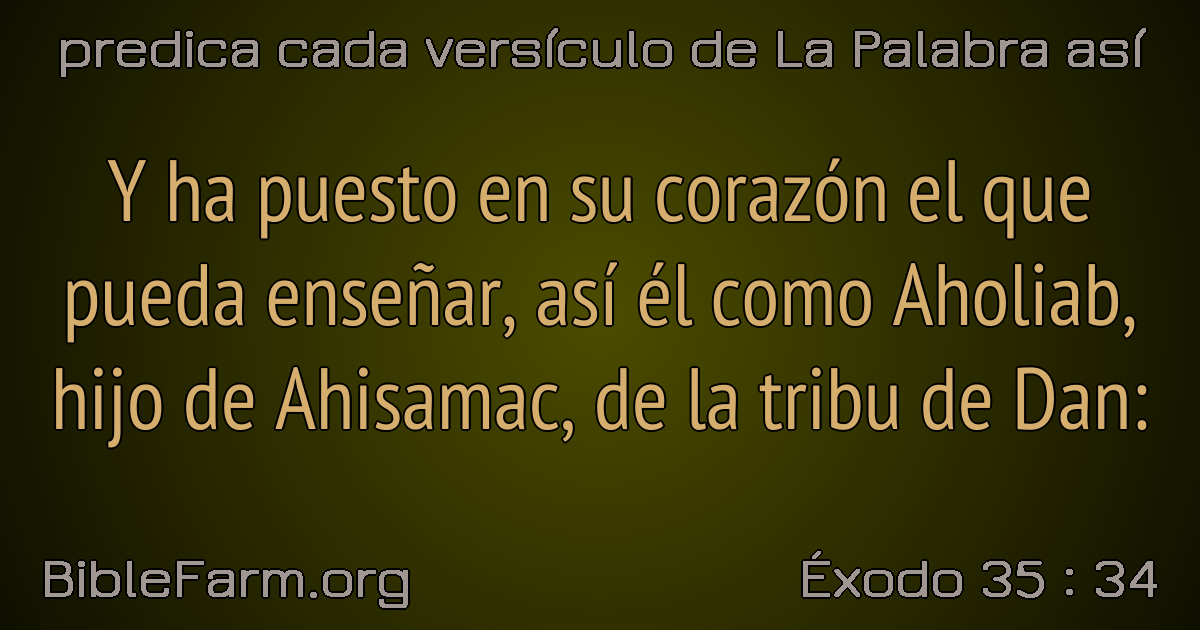 predica cada versículo de La Palabra así
Y ha puesto en su corazón el que
pueda enseñar, así él como Aholiab,
hijo de Ahisamac, de la tribu de Dan:
BibleFarm.org
Éxodo 35 : 34